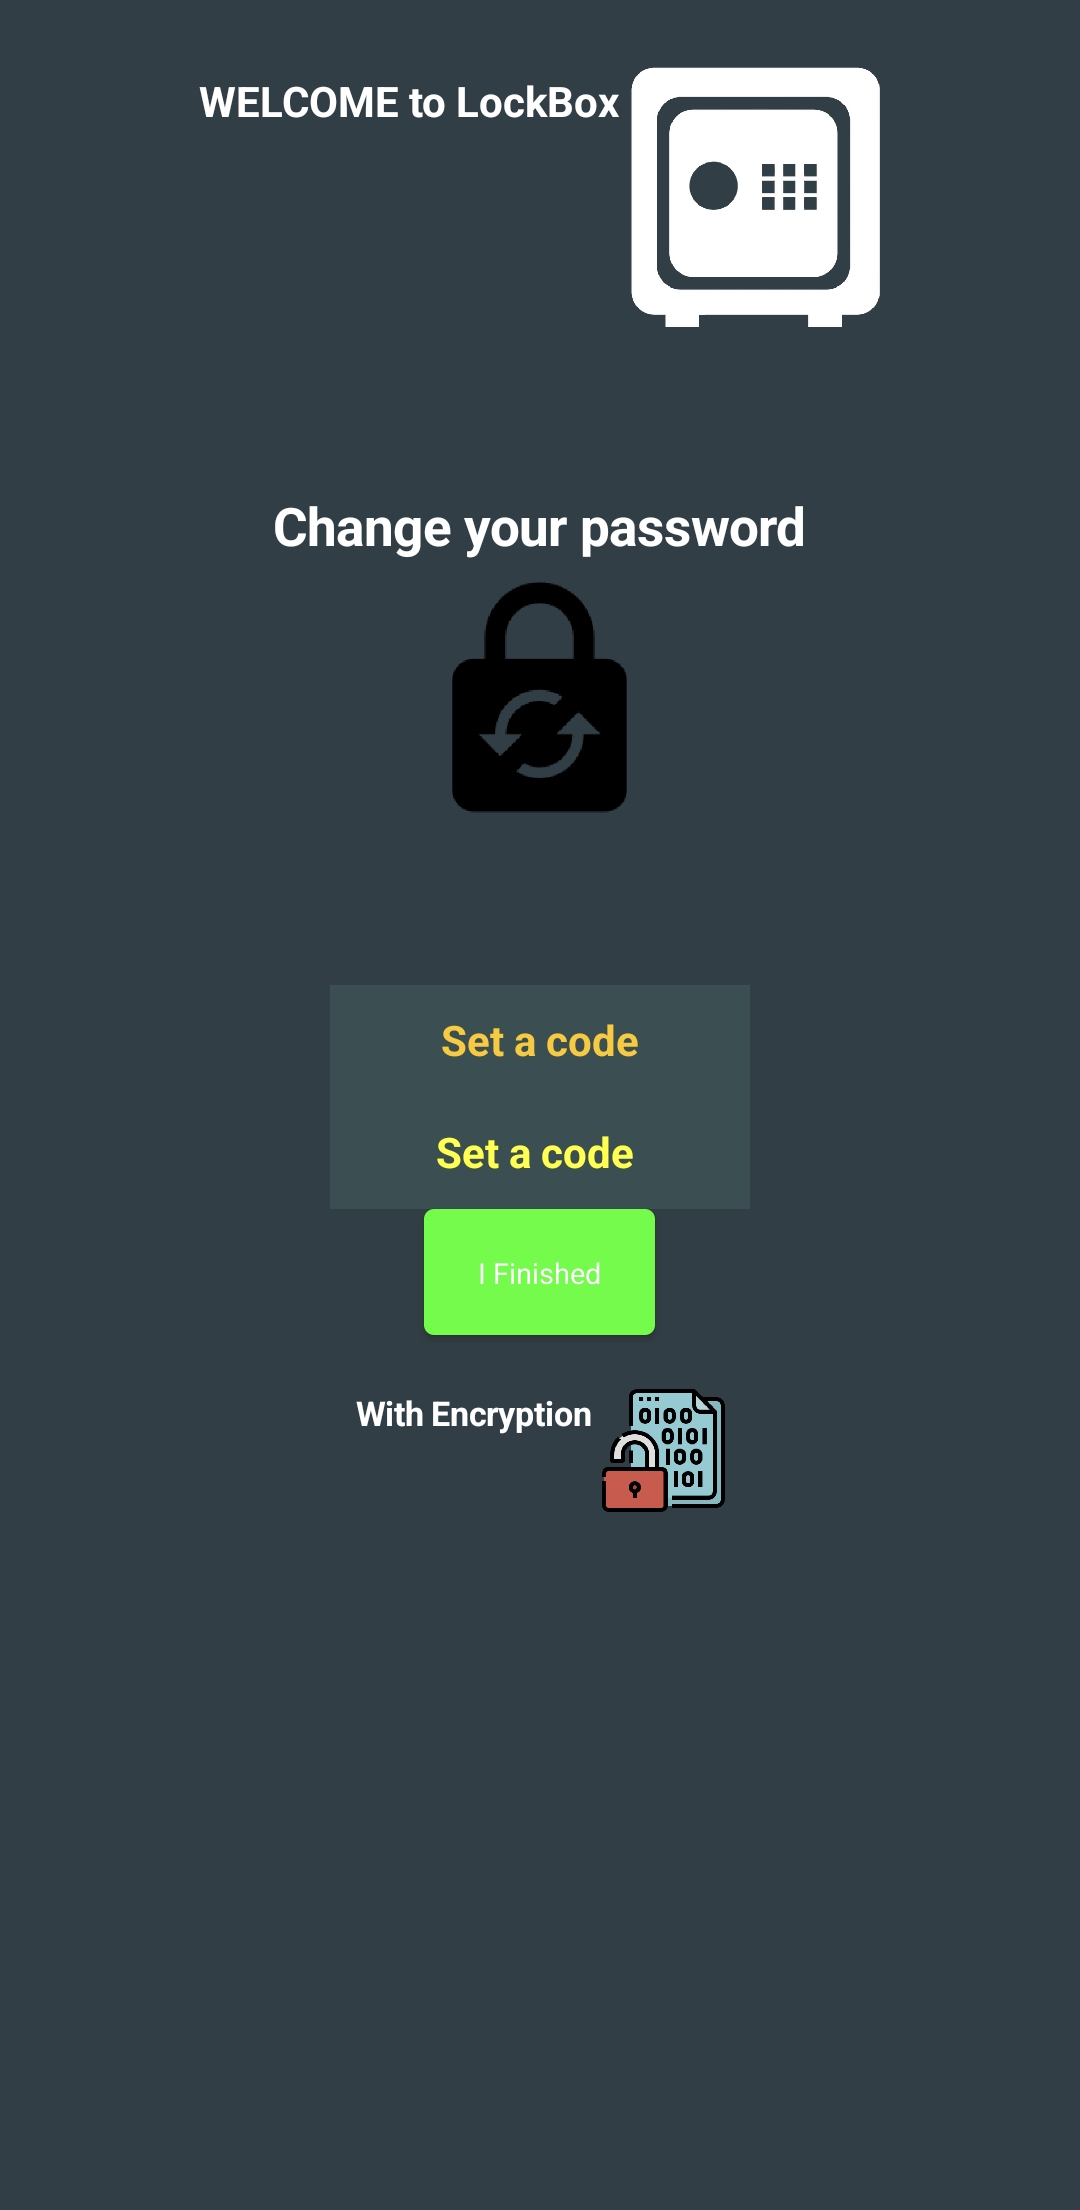 WELCOME to LockBox
Change your password
Set a code
Set a code
I Finished
With Encryption
0100
0101
100
101